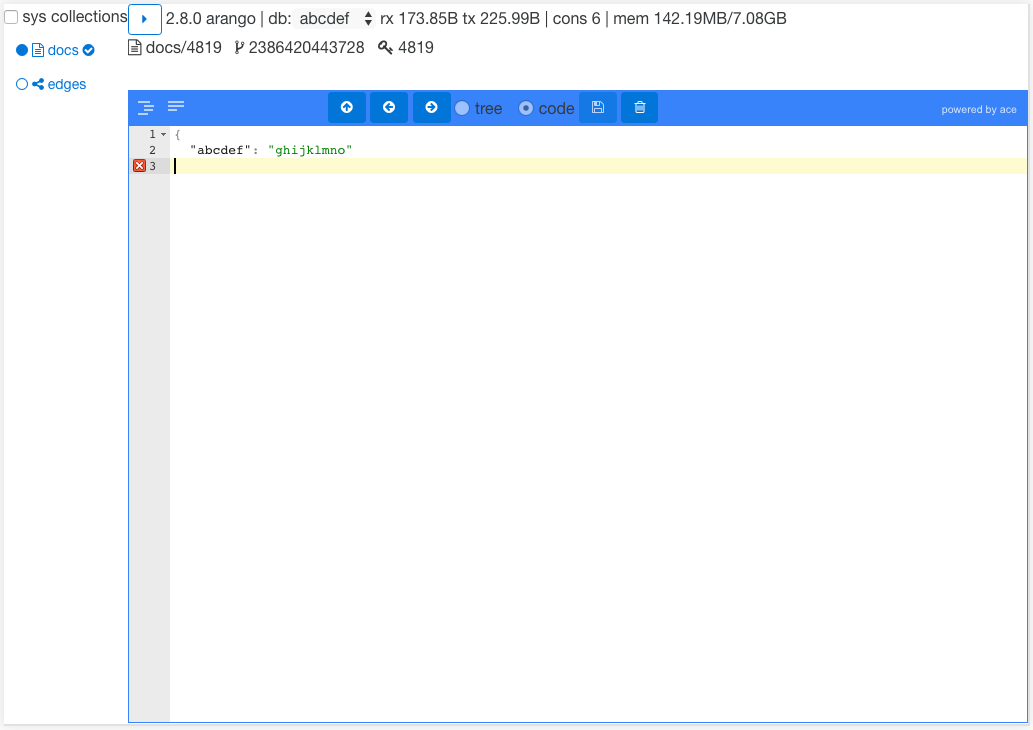 sys collections 2.8.0 arango | db: abcdef rx 173.85B tx 225.99B | cons 6 | mem 142.19MB/7.08GB
docs docs/4819 2386420443728 4819
edges
tree code powered by ace
1 {
2 "abcdef": "ghijklmno"
3